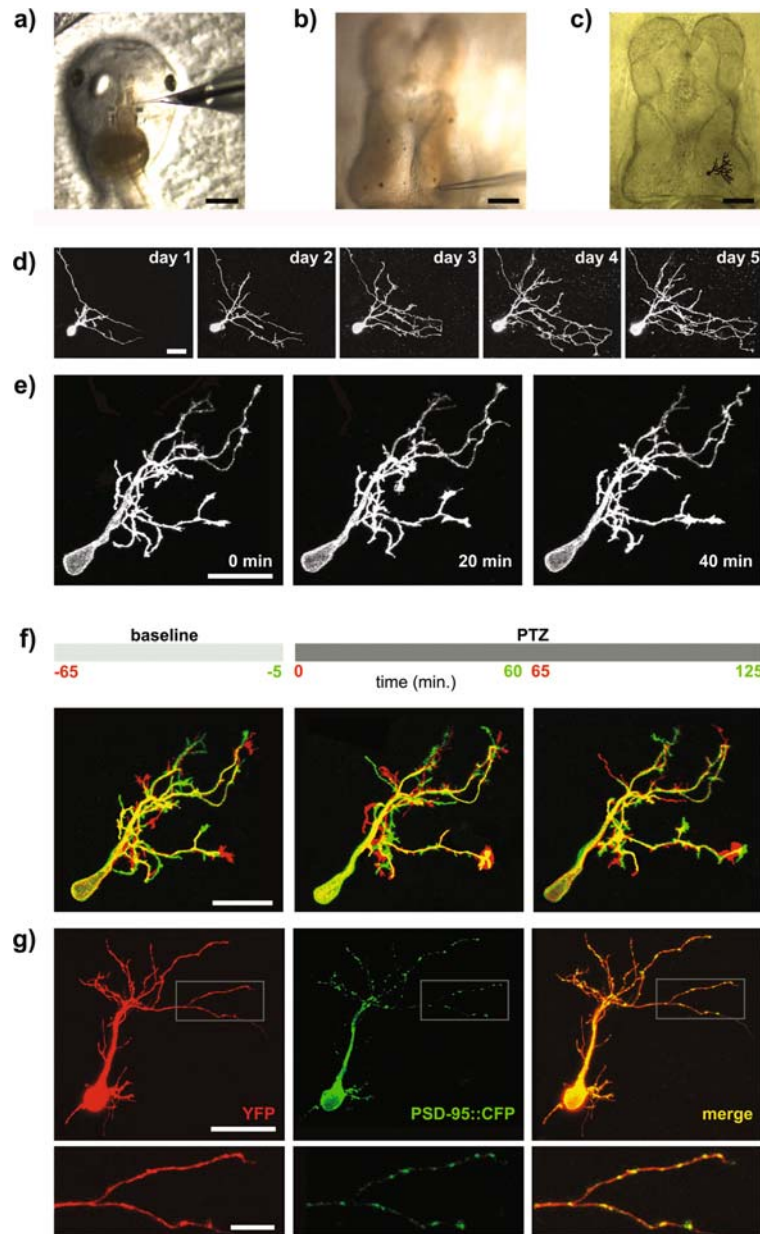 a)
b)
c)
d)
day 1
day 2
day 3
day 4
day 5
e)
0 min
20 min
40 min
f)
baseline
PTZ
-65
-5
0
time (min.)
60
65
125
g)
YFP
PSD-95::CFP
merge